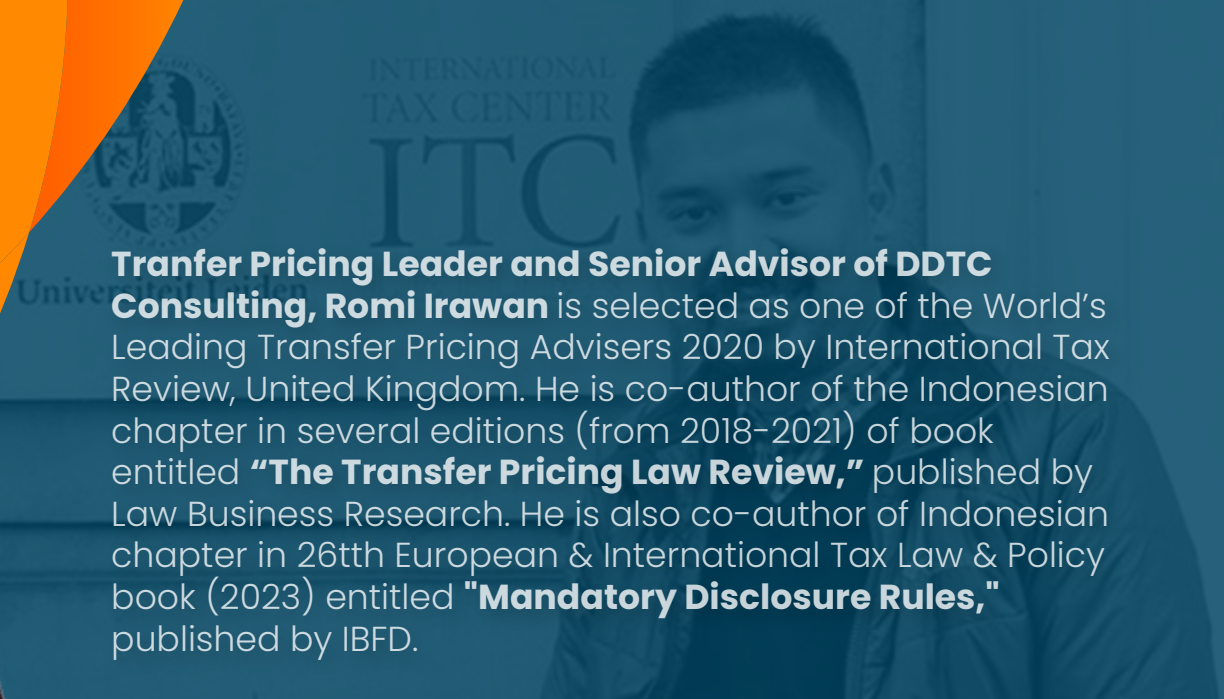 INTERNATIONAL
TAX CENTER
ITC
Universiteit Leiden
Tranfer Pricing Leader and Senior Advisor of DDTC
Consulting, Romi Irawan is selected as one of the World’s
Leading Transfer Pricing Advisers 2020 by International Tax
Review, United Kingdom. He is co-author of the Indonesian
chapter in several editions (from 2018-2021) of book
entitled “The Transfer Pricing Law Review,” published by
Law Business Research. He is also co-author of Indonesian
chapter in 26tth European & International Tax Law & Policy
book (2023) entitled "Mandatory Disclosure Rules,"
published by IBFD.